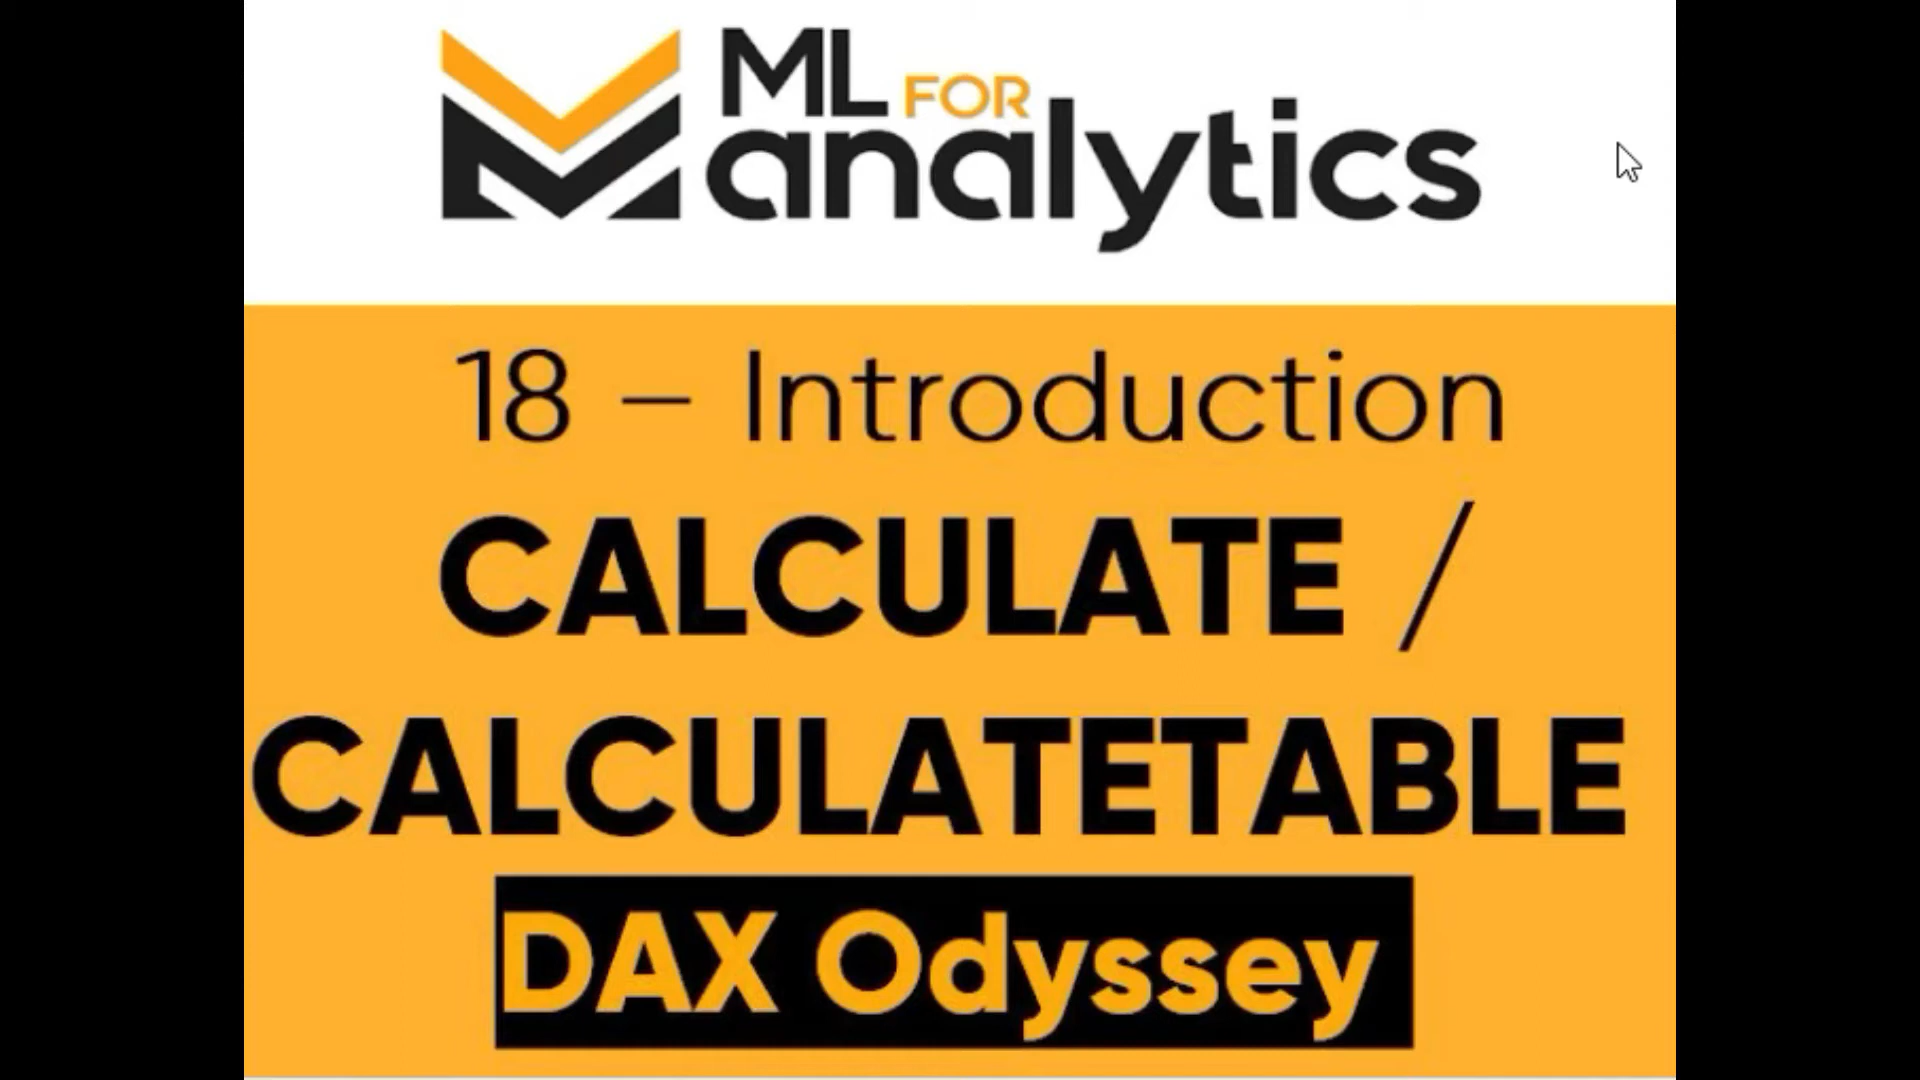 ML FOR
analytics
18 – Introduction
CALCULATE /
CALCULATETABLE
DAX Odyssey